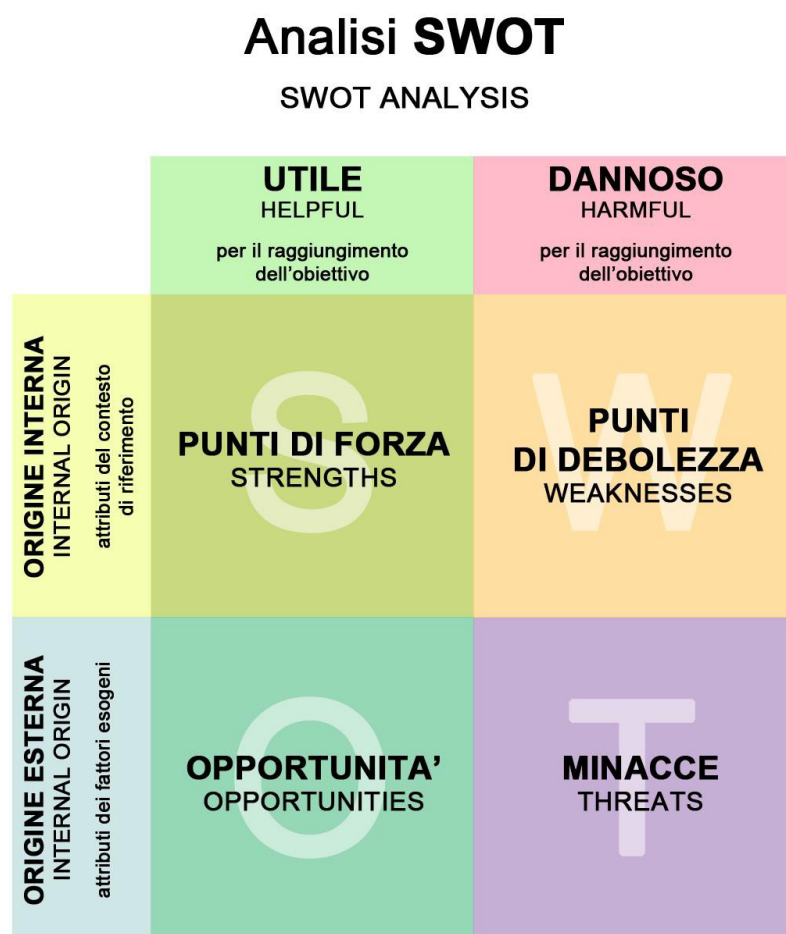 Analisi SWOT
SWOT ANALYSIS
UTILE
HELPFUL
per il raggiungimento
dell'obiettivo
DANNOSO
HARMFUL
per il raggiungimento
dell'obiettivo
ORIGINE INTERNA
INTERNAL ORIGIN
attributi del contesto
di riferimento
S
PUNTI DI FORZA
STRENGTHS
W
PUNTI
DI DEBOLEZZA
WEAKNESSES
ORIGINE ESTERNA
INTERNAL ORIGIN
attributi dei fattori esogeni
O
OPPORTUNITA'
OPPORTUNITIES
T
MINACCE
THREATS